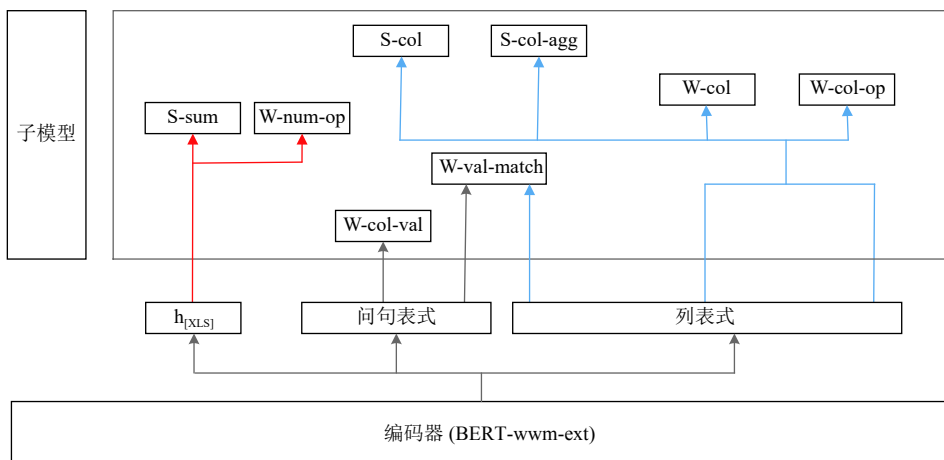 子模型
S-col
S-col-agg
W-col
W-col-op
S-sum
W-num-op
W-val-match
W-col-val
h[XLS]
问句表式
列表式
编码器 (BERT-wwm-ext)